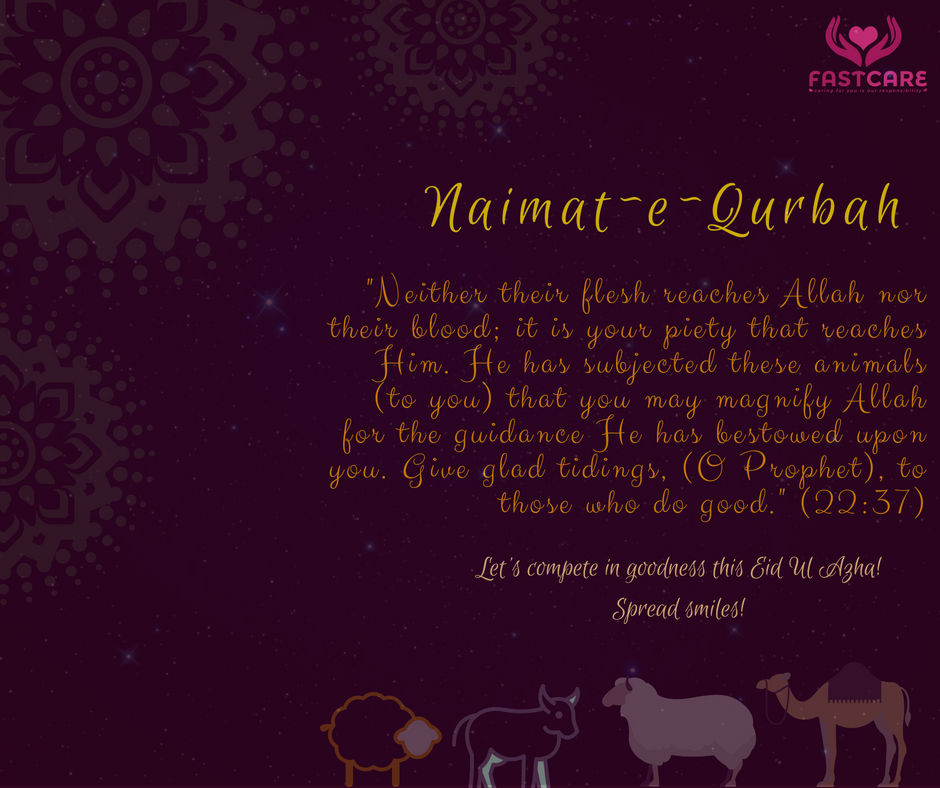 FASTCARE
caring for you is our responsibility
Naimat~e~Qurbah
"Neither their flesh reaches Allah nor
their blood; it is your piety that reaches
Him. He has subjected these animals
(to you) that you may magnify Allah
for the guidance He has bestowed upon
you. Give glad tidings, (O Prophet), to
those who do good." (22:37)
Let's compete in goodness this Eid Ul Azha!
Spread smiles!